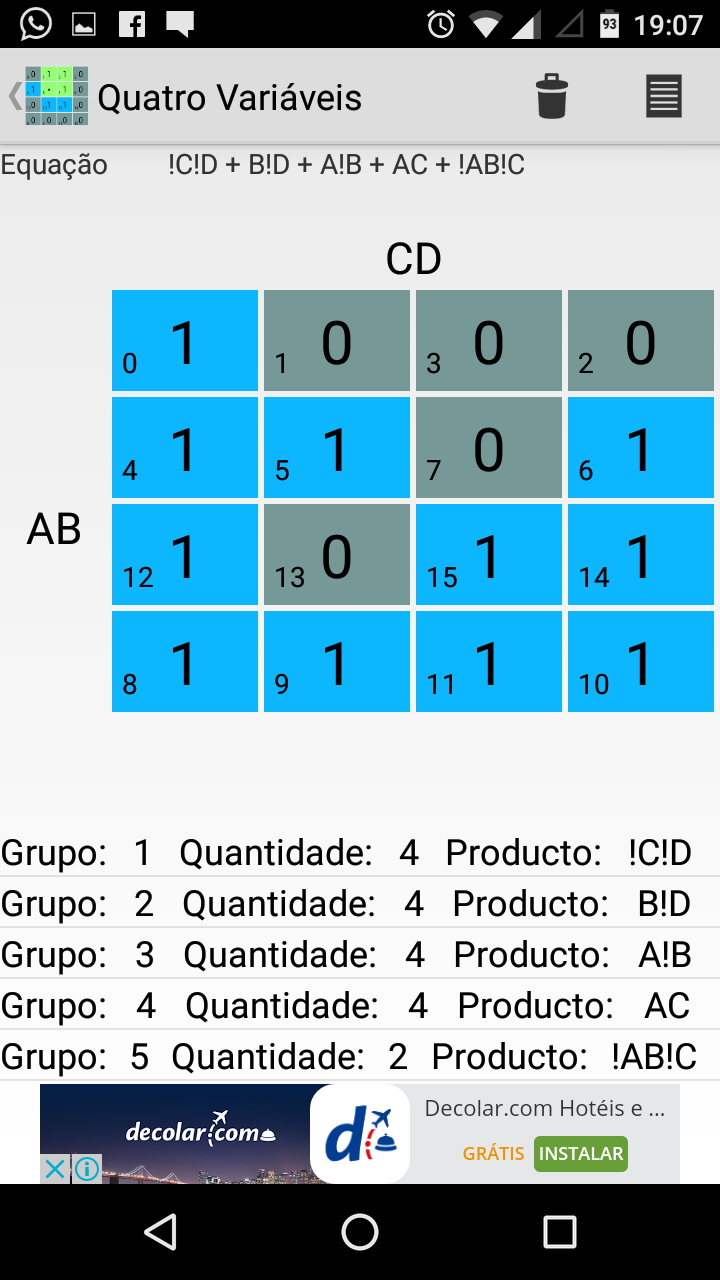 93 19:07
Quatro Variáveis
Equação !C!D + B!D + A!B + AC + !AB!C
CD
0 1 1 0 3 0 2 0
4 1 5 1 7 0 6 1
AB
12 1 13 0 15 1 14 1
8 1 9 1 11 1 10 1
Grupo: 1 Quantidade: 4 Producto: !C!D
Grupo: 2 Quantidade: 4 Producto: B!D
Grupo: 3 Quantidade: 4 Producto: A!B
Grupo: 4 Quantidade: 4 Producto: AC
Grupo: 5 Quantidade: 2 Producto: !AB!C
decolar.com
d
Decolar.com Hotéis e ...
GRÁTIS INSTALAR